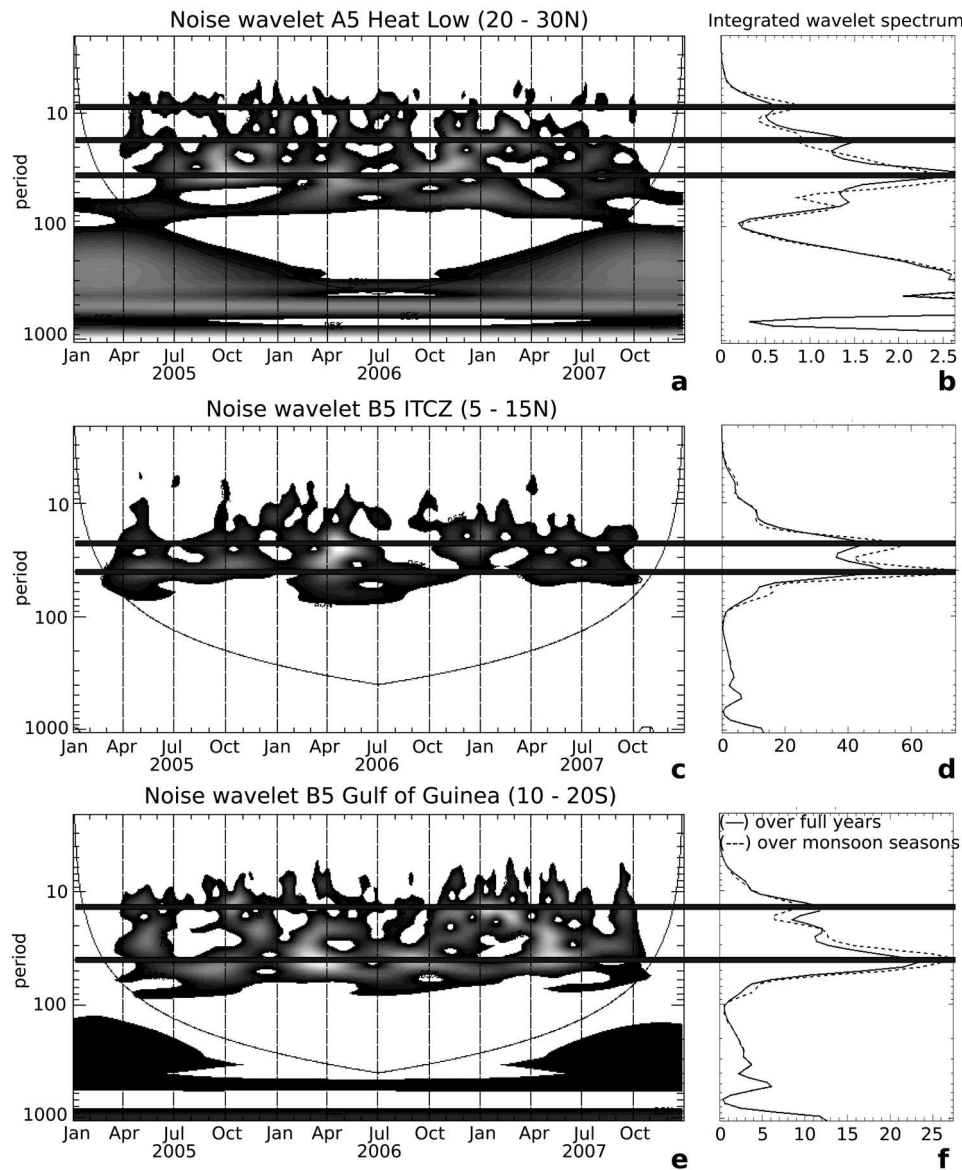 Noise wavelet A5 Heat Low (20 - 30N)
Integrated wavelet spectrum
period
10
100
1000
95%
95%
95%
Jan Apr Jul Oct Jan Apr Jul Oct Jan Apr Jul Oct
2005 2006 2007
a
0.5 1.0 1.5 2.0 2.5
b
Noise wavelet B5 ITCZ (5 - 15N)
period
10
100
1000
Jan Apr Jul Oct Jan Apr Jul Oct Jan Apr Jul Oct
2005 2006 2007
c
0 20 40 60
d
Noise wavelet B5 Gulf of Guinea (10 - 20S)
(—) over full years
(---) over monsoon seasons
period
10
100
1000
Jan Apr Jul Oct Jan Apr Jul Oct Jan Apr Jul Oct
2005 2006 2007
e
0 5 10 15 20 25
f